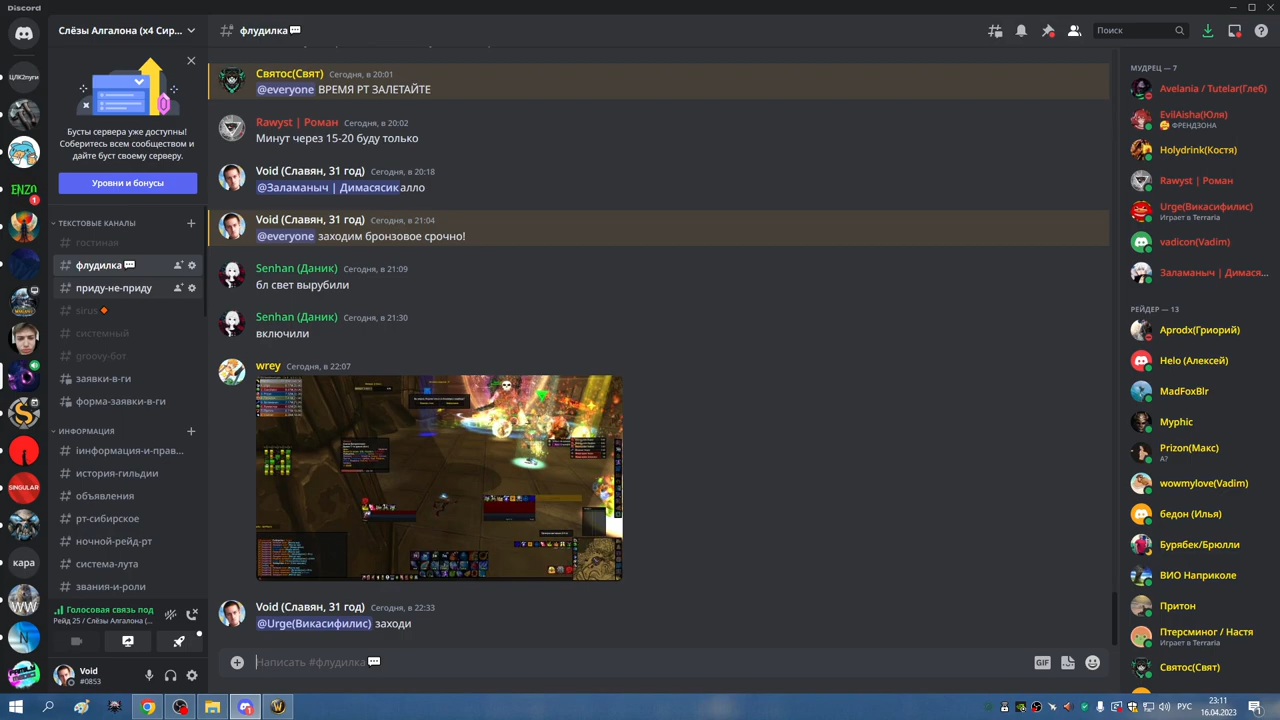 Discord
Слёзы Алгалона (x4 Сир...
флудилка
Поиск
ЦЛК2пуги
ENZO
1
SINGULAR
кара
WW
N
Бусты сервера уже доступны!
Соберитесь всем сообществом и
дайте буст своему серверу.
Уровни и бонусы
ТЕКСТОВЫЕ КАНАЛЫ
гостиная
флудилка
приду-не-приду
sirus
системный
groovy-бот
заявки-в-ги
форма-заявки-в-ги
ИНФОРМАЦИЯ
іинформация-и-прав...
история-гильдии
объявления
рт-сибирское
ночной-рейд-рт
система-лута
звания-и-роли
Голосовая связь под
Рейд 25 / Слёзы Алгалона (...
Void
#0853
Святос(Свят) Сегодня, в 20:01
@everyone ВРЕМЯ РТ ЗАЛЕТАЙТЕ
Rawyst | Роман Сегодня, в 20:02
Минут через 15-20 буду только
Void (Славян, 31 год) Сегодня, в 20:18
@Заламаныч | Димасясик алло
Void (Славян, 31 год) Сегодня, в 21:04
@everyone заходим бронзовое срочно!
Senhan (Даник) Сегодня, в 21:09
бл свет вырубили
Senhan (Даник) Сегодня, в 21:30
включили
wrey Сегодня, в 22:07
Void (Славян, 31 год) Сегодня, в 22:33
@Urge(Викасифилис) заходи
Написать #флудилка
GIF
МУДРЕЦ — 7
Avelania / Tutelar(Глеб)
EvilAisha(Юля)
ФРЕНДЗОНА
Holydrink(Костя)
Rawyst | Роман
Urge(Викасифилис)
Играет в Terraria
vadicon(Vadim)
Заламаныч | Димася...
РЕЙДЕР — 13
Aprodx(Григорий)
Helo (Алексей)
MadFoxBlr
Myphic
Prizon(Макс)
А?
wowmylove(Vadim)
бедон (Илья)
Бурябек/Брюлли
ВИО Наприколе
Притон
Птерсминог / Настя
Играет в Terraria
Святос(Свят)
РУС
23:11
16.04.2023
1